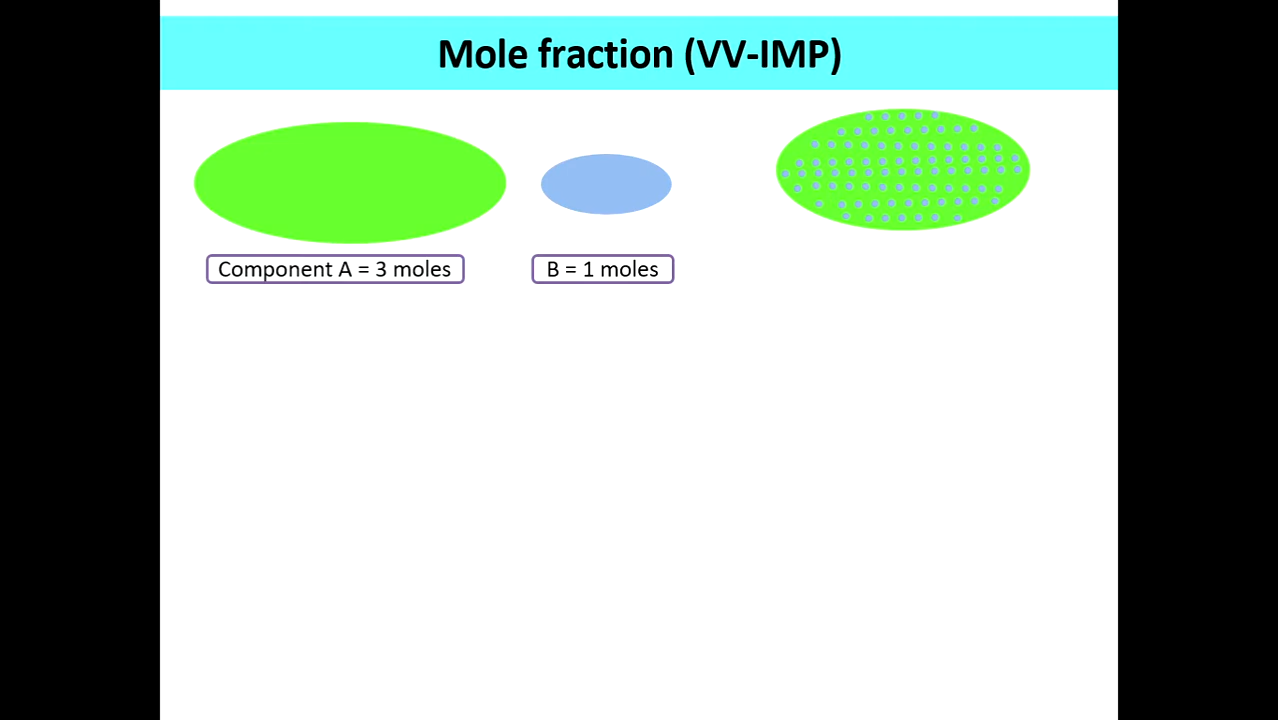 Mole fraction (VV-IMP)
Component A = 3 moles
B = 1 moles